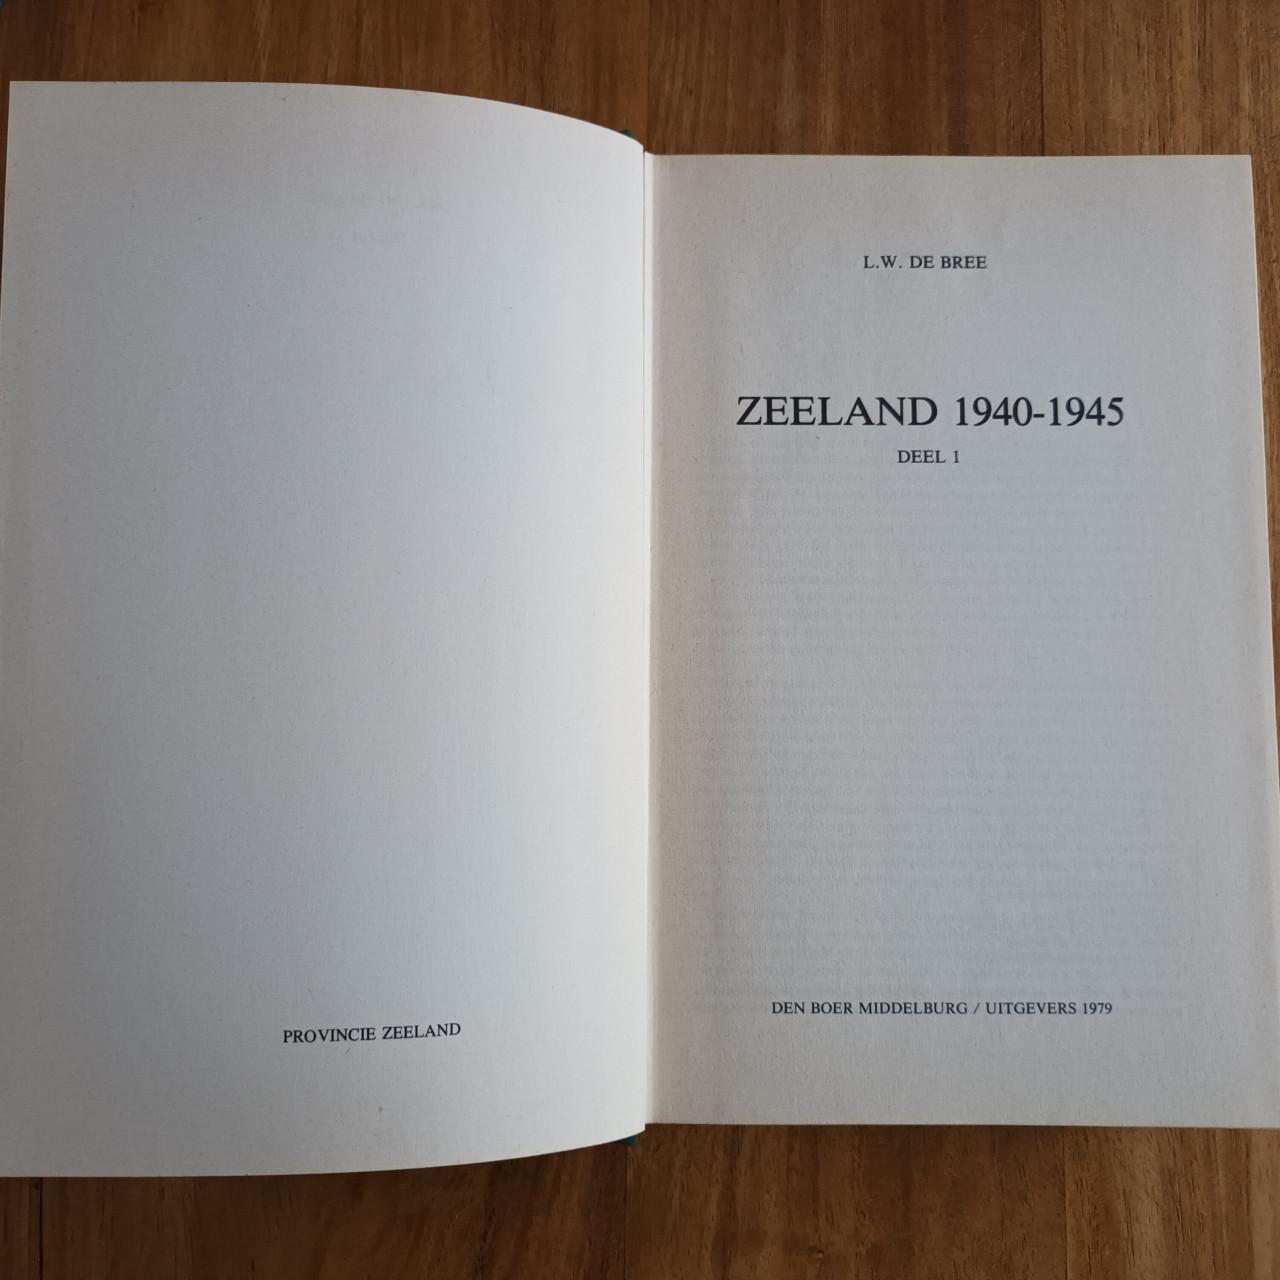 PROVINCIE ZEELAND
L.W. DE BREE
ZEELAND 1940-1945
DEEL 1
DEN BOER MIDDELBURG / UITGEVERS 1979